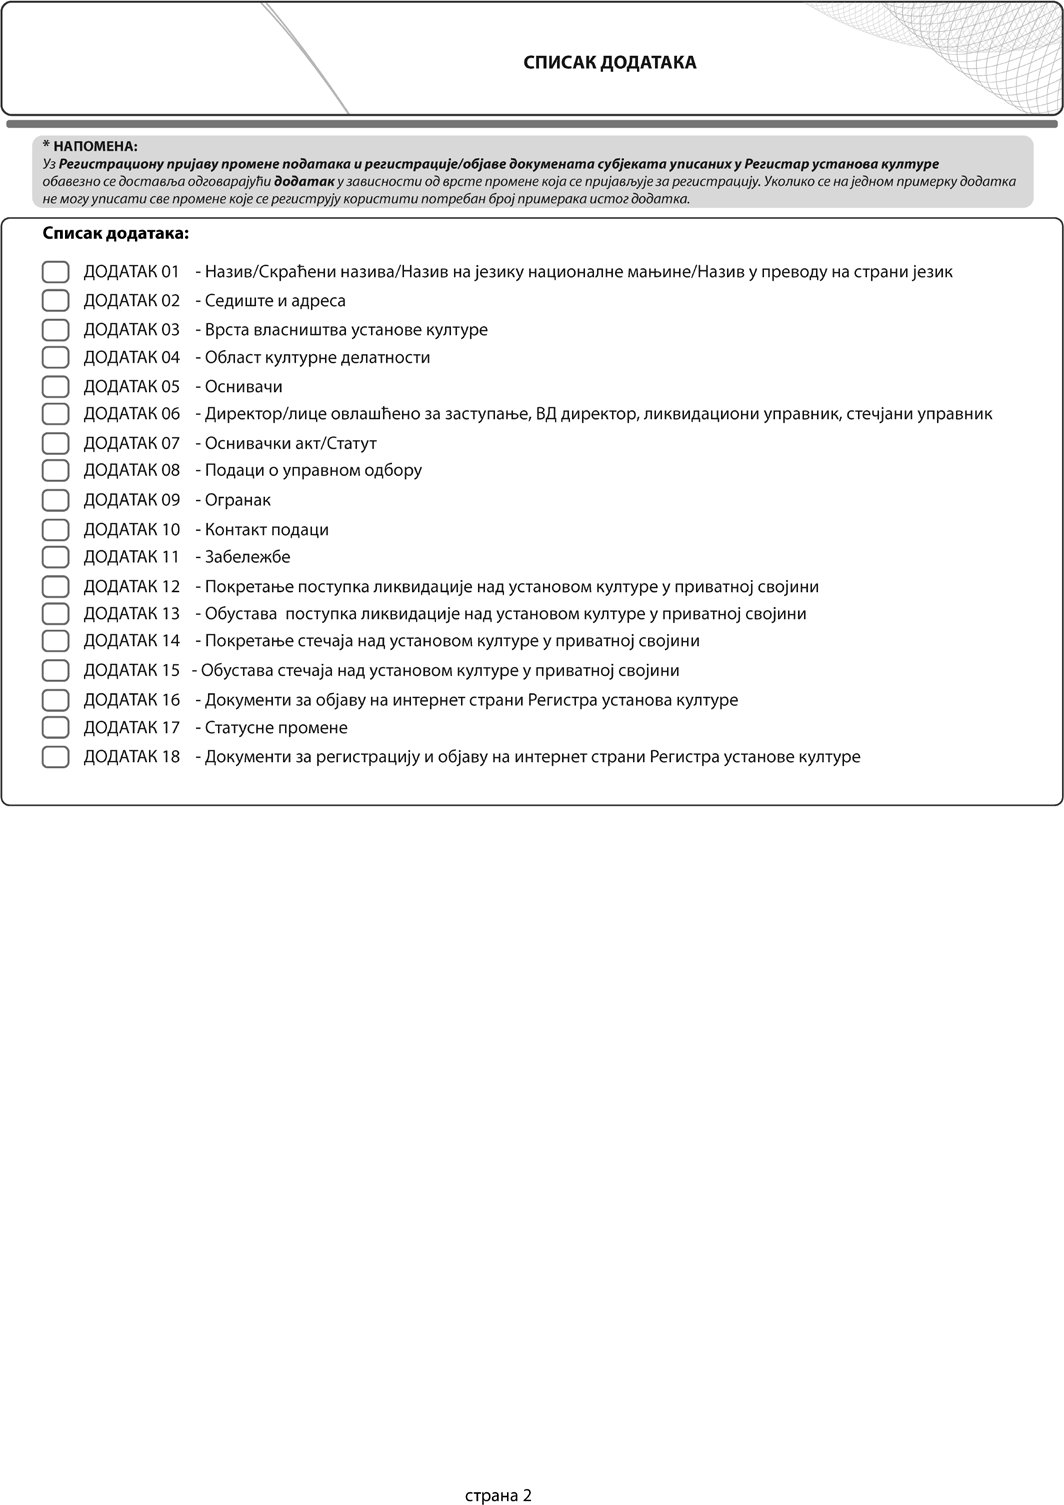 СПИСАК ДОДАТАКА
* НАПОМЕНА:
Уз Регистрациону пријаву промене података и регистрације/објаве докумената субјеката уписаних у Регистар установа културе
обавезно се доставља одговарајући додатак у зависности од врсте промене која се пријављује за регистрацију. Уколико се на једном примерку додатка
не могу уписати све промене које се региструју користити потребан број примерака истог додатка.
Списак додатака:
ДОДАТАК 01 - Назив/Скраћени назива/Назив на језику националне мањине/Назив у преводу на страни језик
ДОДАТАК 02 - Седиште и адреса
ДОДАТАК 03 - Врста власништва установе културе
ДОДАТАК 04 - Област културне делатности
ДОДАТАК 05 - Оснивачи
ДОДАТАК 06 - Директор/лице овлашћено за заступање, ВД директор, ликвидациони управник, стечјани управник
ДОДАТАК 07 - Оснивачки акт/Статут
ДОДАТАК 08 - Подаци о управном одбору
ДОДАТАК 09 - Огранак
ДОДАТАК 10 - Контакт подаци
ДОДАТАК 11 - Забележбе
ДОДАТАК 12 - Покретање поступка ликвидације над установом културе у приватној својини
ДОДАТАК 13 - Обустава поступка ликвидације над установом културе у приватној својини
ДОДАТАК 14 - Покретање стечаја над установом културе у приватној својини
ДОДАТАК 15 - Обустава стечаја над установом културе у приватној својини
ДОДАТАК 16 - Документи за објаву на интернет страни Регистра установа културе
ДОДАТАК 17 - Статусне промене
ДОДАТАК 18 - Документи за регистрацију и објаву на интернет страни Регистра установе културе
страна 2